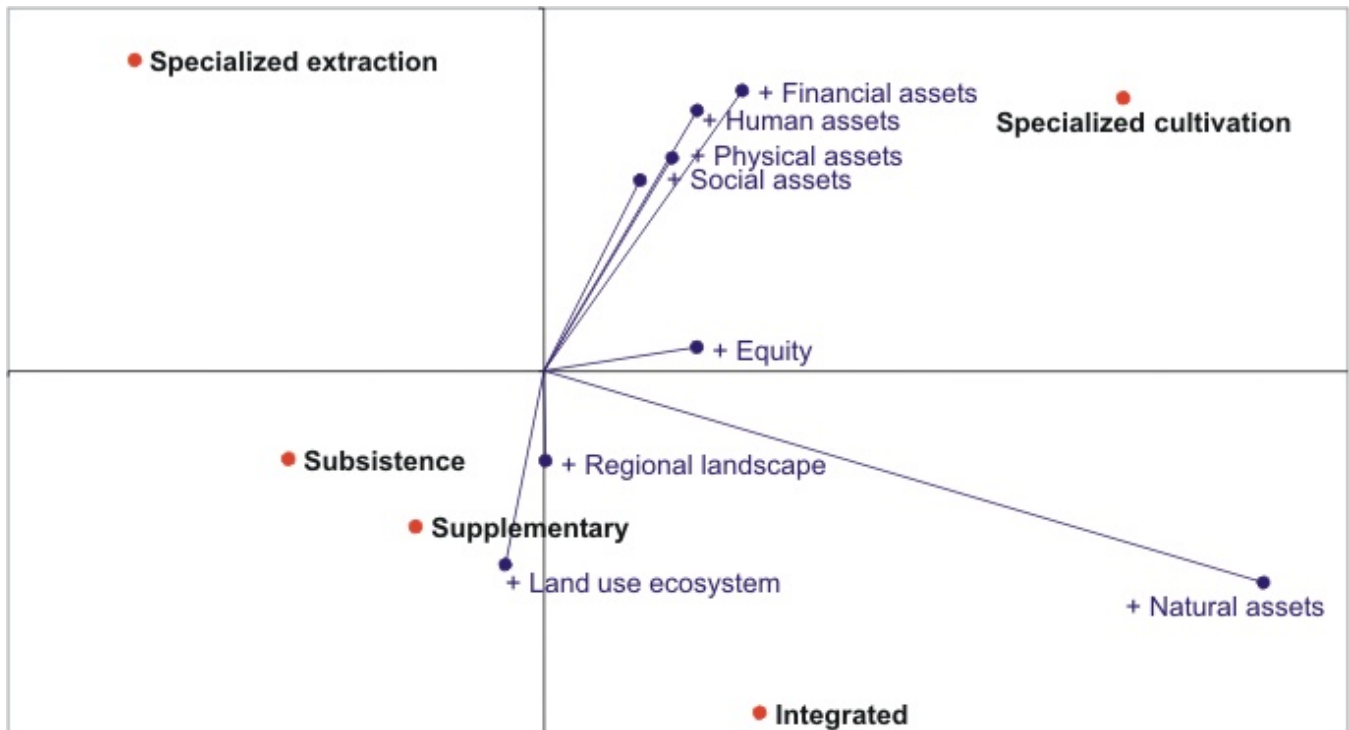 Specialized extraction
+ Financial assets
Specialized cultivation
+ Human assets
+ Physical assets
+ Social assets
+ Equity
Subsistence
+ Regional landscape
Supplementary
+ Land use ecosystem
+ Natural assets
Integrated